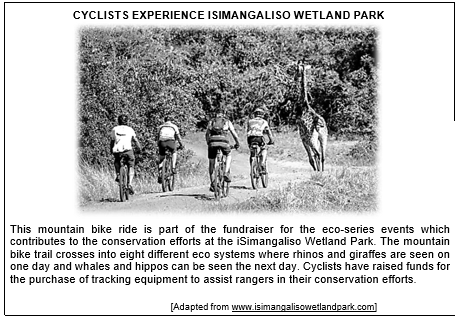 CYCLISTS EXPERIENCE ISIMANGALISO WETLAND PARK
This mountain bike ride is part of the fundraiser for the eco-series events which
contributes to the conservation efforts at the iSimangaliso Wetland Park. The mountain
bike trail crosses into eight different eco systems where rhinos and giraffes are seen on
one day and whales and hippos can be seen the next day. Cyclists have raised funds for
the purchase of tracking equipment to assist rangers in their conservation efforts.
[Adapted from www.isimangalisowetlandpark.com]